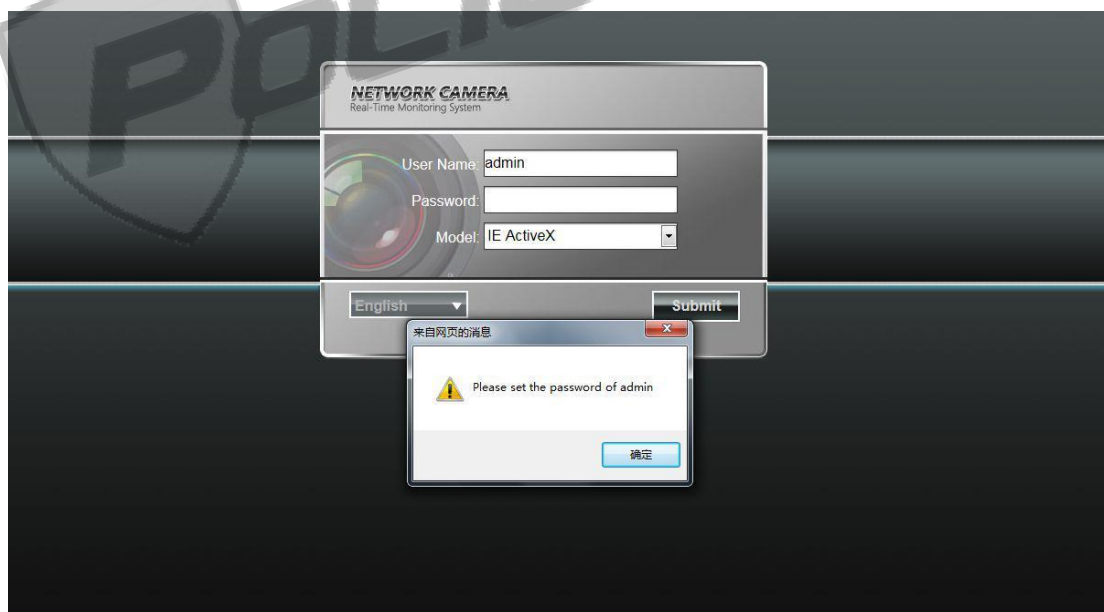 POLI
NETWORK CAMERA
Real-Time Monitoring System
User Name: admin
Password:
Model: IE ActiveX
English
Submit
来自网页的消息
Please set the password of admin
确定